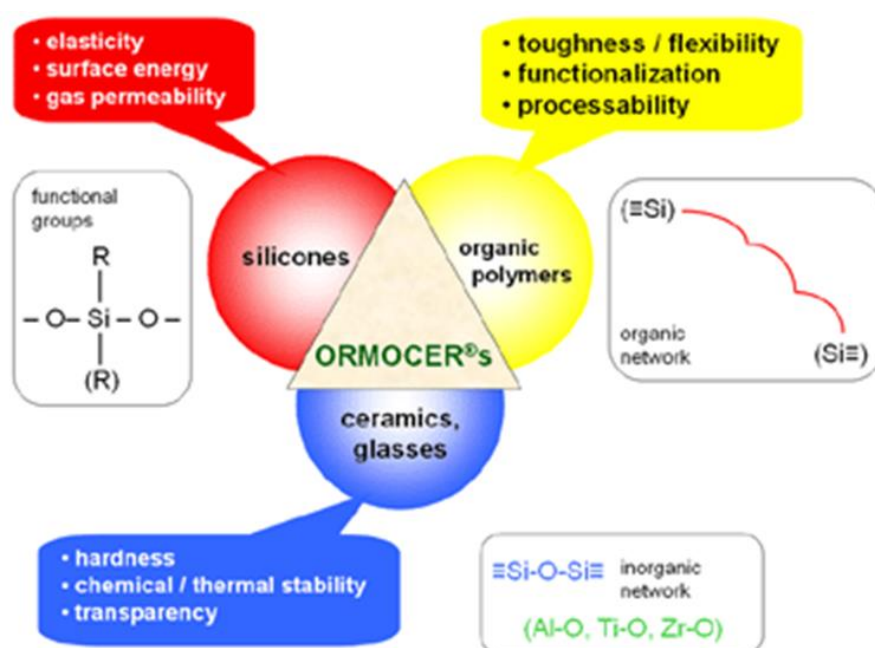 • elasticity
• surface energy
• gas permeability
• toughness / flexibility
• functionalization
• processability
functional
groups
R
– O– Si – O –
(R)
silicones
organic
polymers
ORMOCER®s
ceramics,
glasses
(≡Si)
organic
network
(Si≡)
• hardness
• chemical / thermal stability
• transparency
≡Si-O-Si≡ inorganic
network
(Al-O, Ti-O, Zr-O)